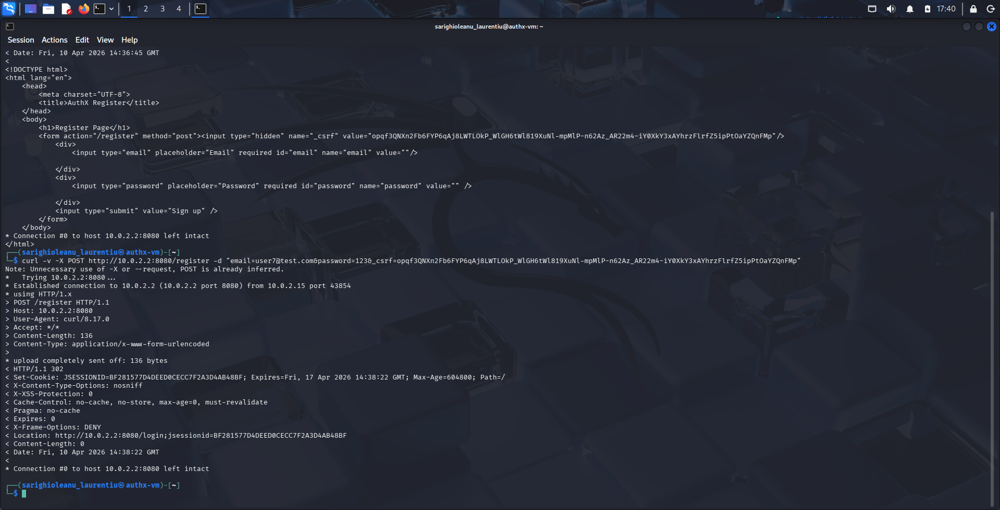 1 2 3 4 17:40
sarighioleanu_laurentiu@authx-vm: ~
Session Actions Edit View Help
< Date: Fri, 10 Apr 2026 14:36:45 GMT
<
<!DOCTYPE html>
<html lang="en">
<head>
<meta charset="UTF-8">
<title>AuthX Register</title>
</head>
<body>
<h1>Register Page</h1>
<form action="/register" method="post"><input type="hidden" name="_csrf" value="opqf3QNXn2Fb6FYP6qAj8LWTLOkP_WlGH6tWl819XuNl-mpMlP-n62Az_AR22m4-iY0XkY3xAYhrzFlrfZ5ipPtOaYZQnFMp"/>
<div>
<input type="email" placeholder="Email" required id="email" name="email" value=""/>
</div>
<div>
<input type="password" placeholder="Password" required id="password" name="password" value="" />
</div>
<input type="submit" value="Sign up" />
</form>
</body>
* Connection #0 to host 10.0.2.2:8080 left intact
</html>
┌──(sarighioleanu_laurentiu㉿authx-vm)-[~]
└─$ curl -v -X POST http://10.0.2.2:8080/register -d "email=user7@test.com&password=123&_csrf=opqf3QNXn2Fb6FYP6qAj8LWTLOkP_WlGH6tWl819XuNl-mpMlP-n62Az_AR22m4-iY0XkY3xAYhrzFlrfZ5ipPtOaYZQnFMp"
Note: Unnecessary use of -X or --request, POST is already inferred.
*   Trying 10.0.2.2:8080...
* Established connection to 10.0.2.2 (10.0.2.2 port 8080) from 10.0.2.15 port 43854
* using HTTP/1.x
> POST /register HTTP/1.1
> Host: 10.0.2.2:8080
> User-Agent: curl/8.17.0
> Accept: */*
> Content-Length: 136
> Content-Type: application/x-www-form-urlencoded
>
* upload completely sent off: 136 bytes
< HTTP/1.1 302
< Set-Cookie: JSESSIONID=BF281577D4DEED0CECC7F2A3D4AB48BF; Expires=Fri, 17 Apr 2026 14:38:22 GMT; Max-Age=604800; Path=/
< X-Content-Type-Options: nosniff
< X-XSS-Protection: 0
< Cache-Control: no-cache, no-store, max-age=0, must-revalidate
< Pragma: no-cache
< Expires: 0
< X-Frame-Options: DENY
< Location: http://10.0.2.2:8080/login;jsessionid=BF281577D4DEED0CECC7F2A3D4AB48BF
< Content-Length: 0
< Date: Fri, 10 Apr 2026 14:38:22 GMT
<
* Connection #0 to host 10.0.2.2:8080 left intact
┌──(sarighioleanu_laurentiu㉿authx-vm)-[~]
└─$